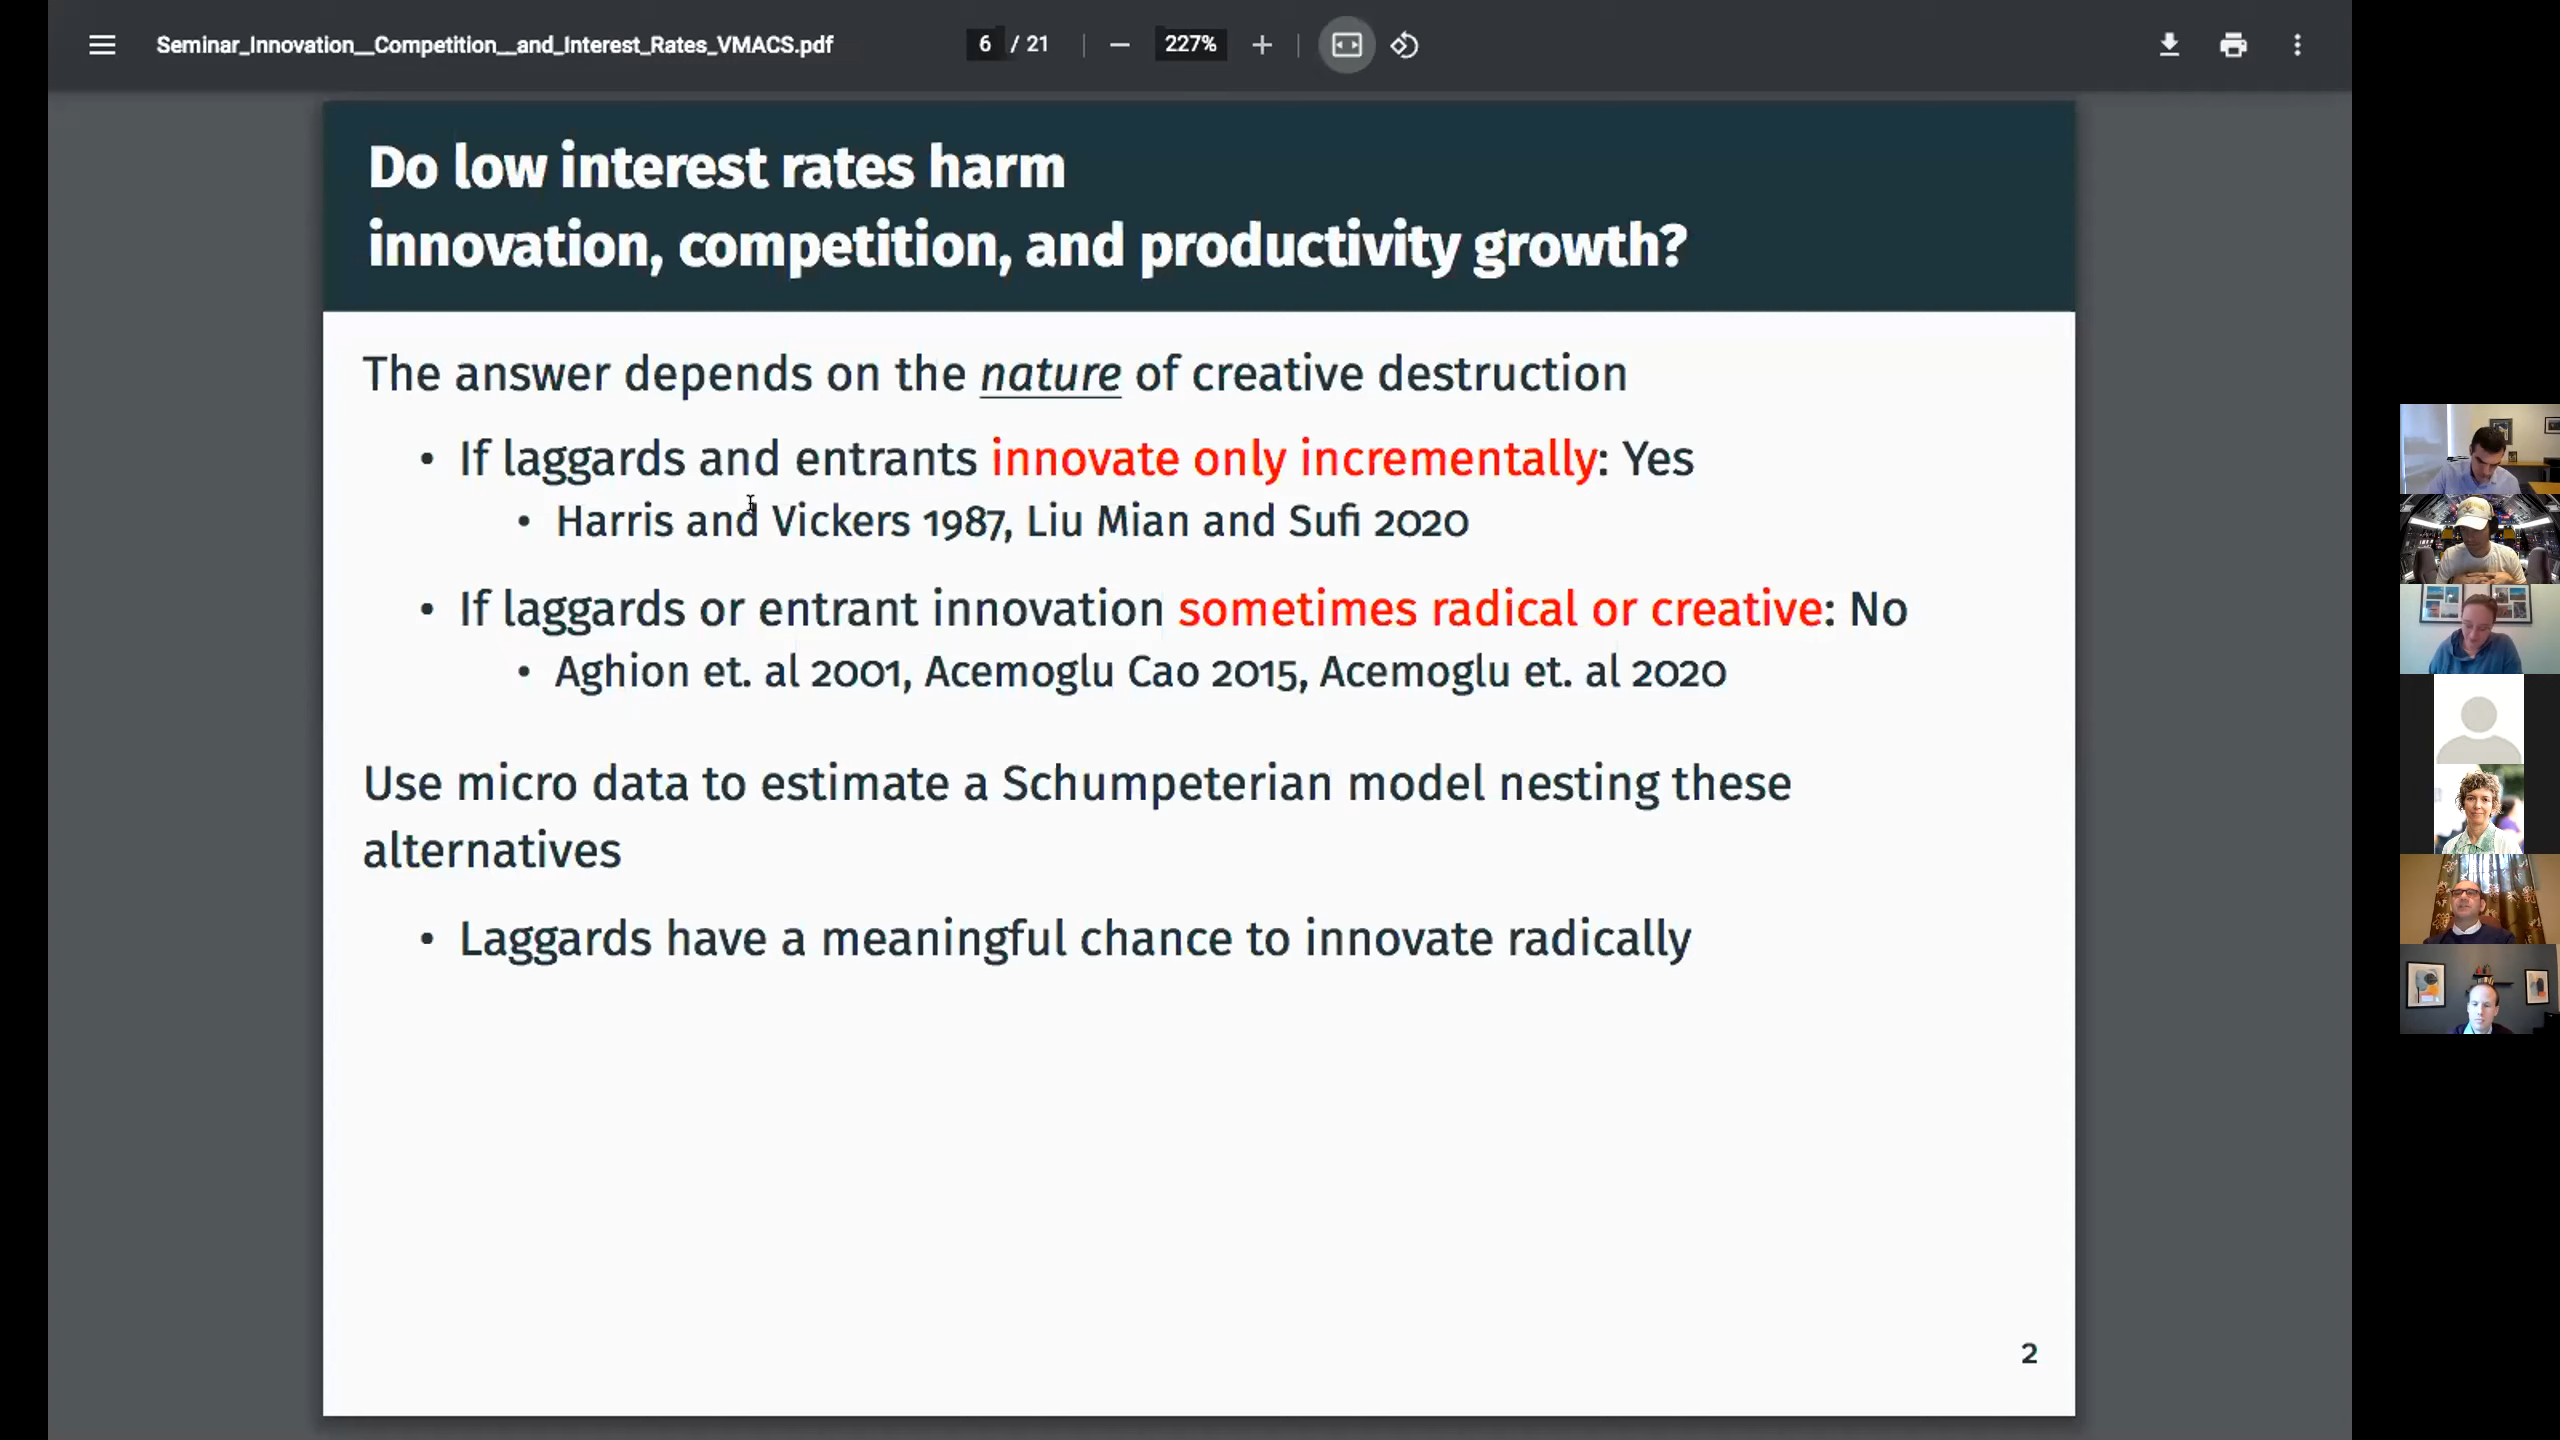 Seminar_Innovation__Competition__and_Interest_Rates_VMACS.pdf
6 / 21
227%
Do low interest rates harm
innovation, competition, and productivity growth?
The answer depends on the nature of creative destruction
• If laggards and entrants innovate only incrementally: Yes
• Harris and Vickers 1987, Liu Mian and Sufi 2020
• If laggards or entrant innovation sometimes radical or creative: No
• Aghion et. al 2001, Acemoglu Cao 2015, Acemoglu et. al 2020
Use micro data to estimate a Schumpeterian model nesting these
alternatives
• Laggards have a meaningful chance to innovate radically
2